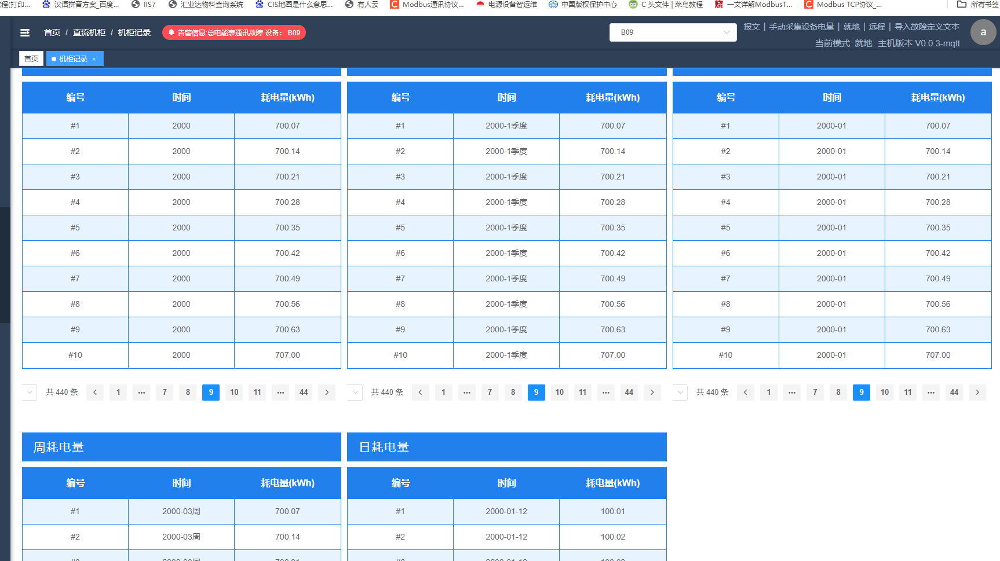 程(打印... 汉语拼音方案_百度... IIS7 汇业达物料查询系统 CIS地图是什么意思... 有人云 Modbus通讯协议... 电源设备智运维 中国版权保护中心 C 头文件 | 菜鸟教程 一文详解ModbusT... Modbus TCP协议_... 所有书签
首页 / 直流机柜 / 机柜记录 告警信息:总电能表通讯故障 设备： B09 B09 报文 | 手动采集设备电量 | 就地 | 远程 | 导入故障定义文本 a
当前模式: 就地 主机版本:V0.0.3-mqtt
首页 机柜记录 ×
编号 时间 耗电量(kWh) 编号 时间 耗电量(kWh) 编号 时间 耗电量(kWh)
#1 2000 700.07 #1 2000-1季度 700.07 #1 2000-01 700.07
#2 2000 700.14 #2 2000-1季度 700.14 #2 2000-01 700.14
#3 2000 700.21 #3 2000-1季度 700.21 #3 2000-01 700.21
#4 2000 700.28 #4 2000-1季度 700.28 #4 2000-01 700.28
#5 2000 700.35 #5 2000-1季度 700.35 #5 2000-01 700.35
#6 2000 700.42 #6 2000-1季度 700.42 #6 2000-01 700.42
#7 2000 700.49 #7 2000-1季度 700.49 #7 2000-01 700.49
#8 2000 700.56 #8 2000-1季度 700.56 #8 2000-01 700.56
#9 2000 700.63 #9 2000-1季度 700.63 #9 2000-01 700.63
#10 2000 707.00 #10 2000-1季度 707.00 #10 2000-01 707.00
共 440 条 1 ... 7 8 9 10 11 ... 44 共 440 条 1 ... 7 8 9 10 11 ... 44 共 440 条 1 ... 7 8 9 10 11 ... 44
周耗电量 日耗电量
编号 时间 耗电量(kWh) 编号 时间 耗电量(kWh)
#1 2000-03周 700.07 #1 2000-01-12 100.01
#2 2000-03周 700.14 #2 2000-01-12 100.02